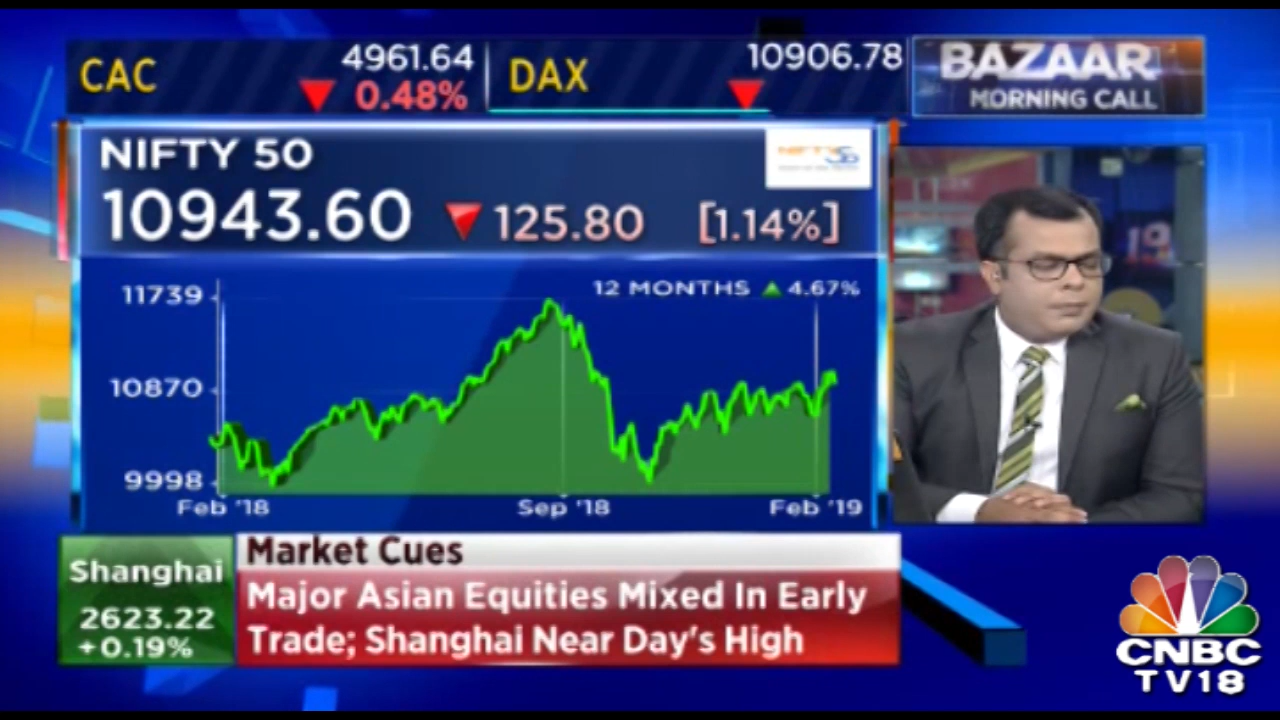 CAC
4961.64
▼ 0.48%
DAX
10906.78
▼
BAZAAR
MORNING CALL
NIFTY 50
10943.60 ▼ 125.80 [1.14%]
12 MONTHS ▲ 4.67%
11739
10870
9998
Feb '18 Sep '18 Feb '19
Shanghai
2623.22
+0.19%
Market Cues
Major Asian Equities Mixed In Early
Trade; Shanghai Near Day's High
CNBC
TV18